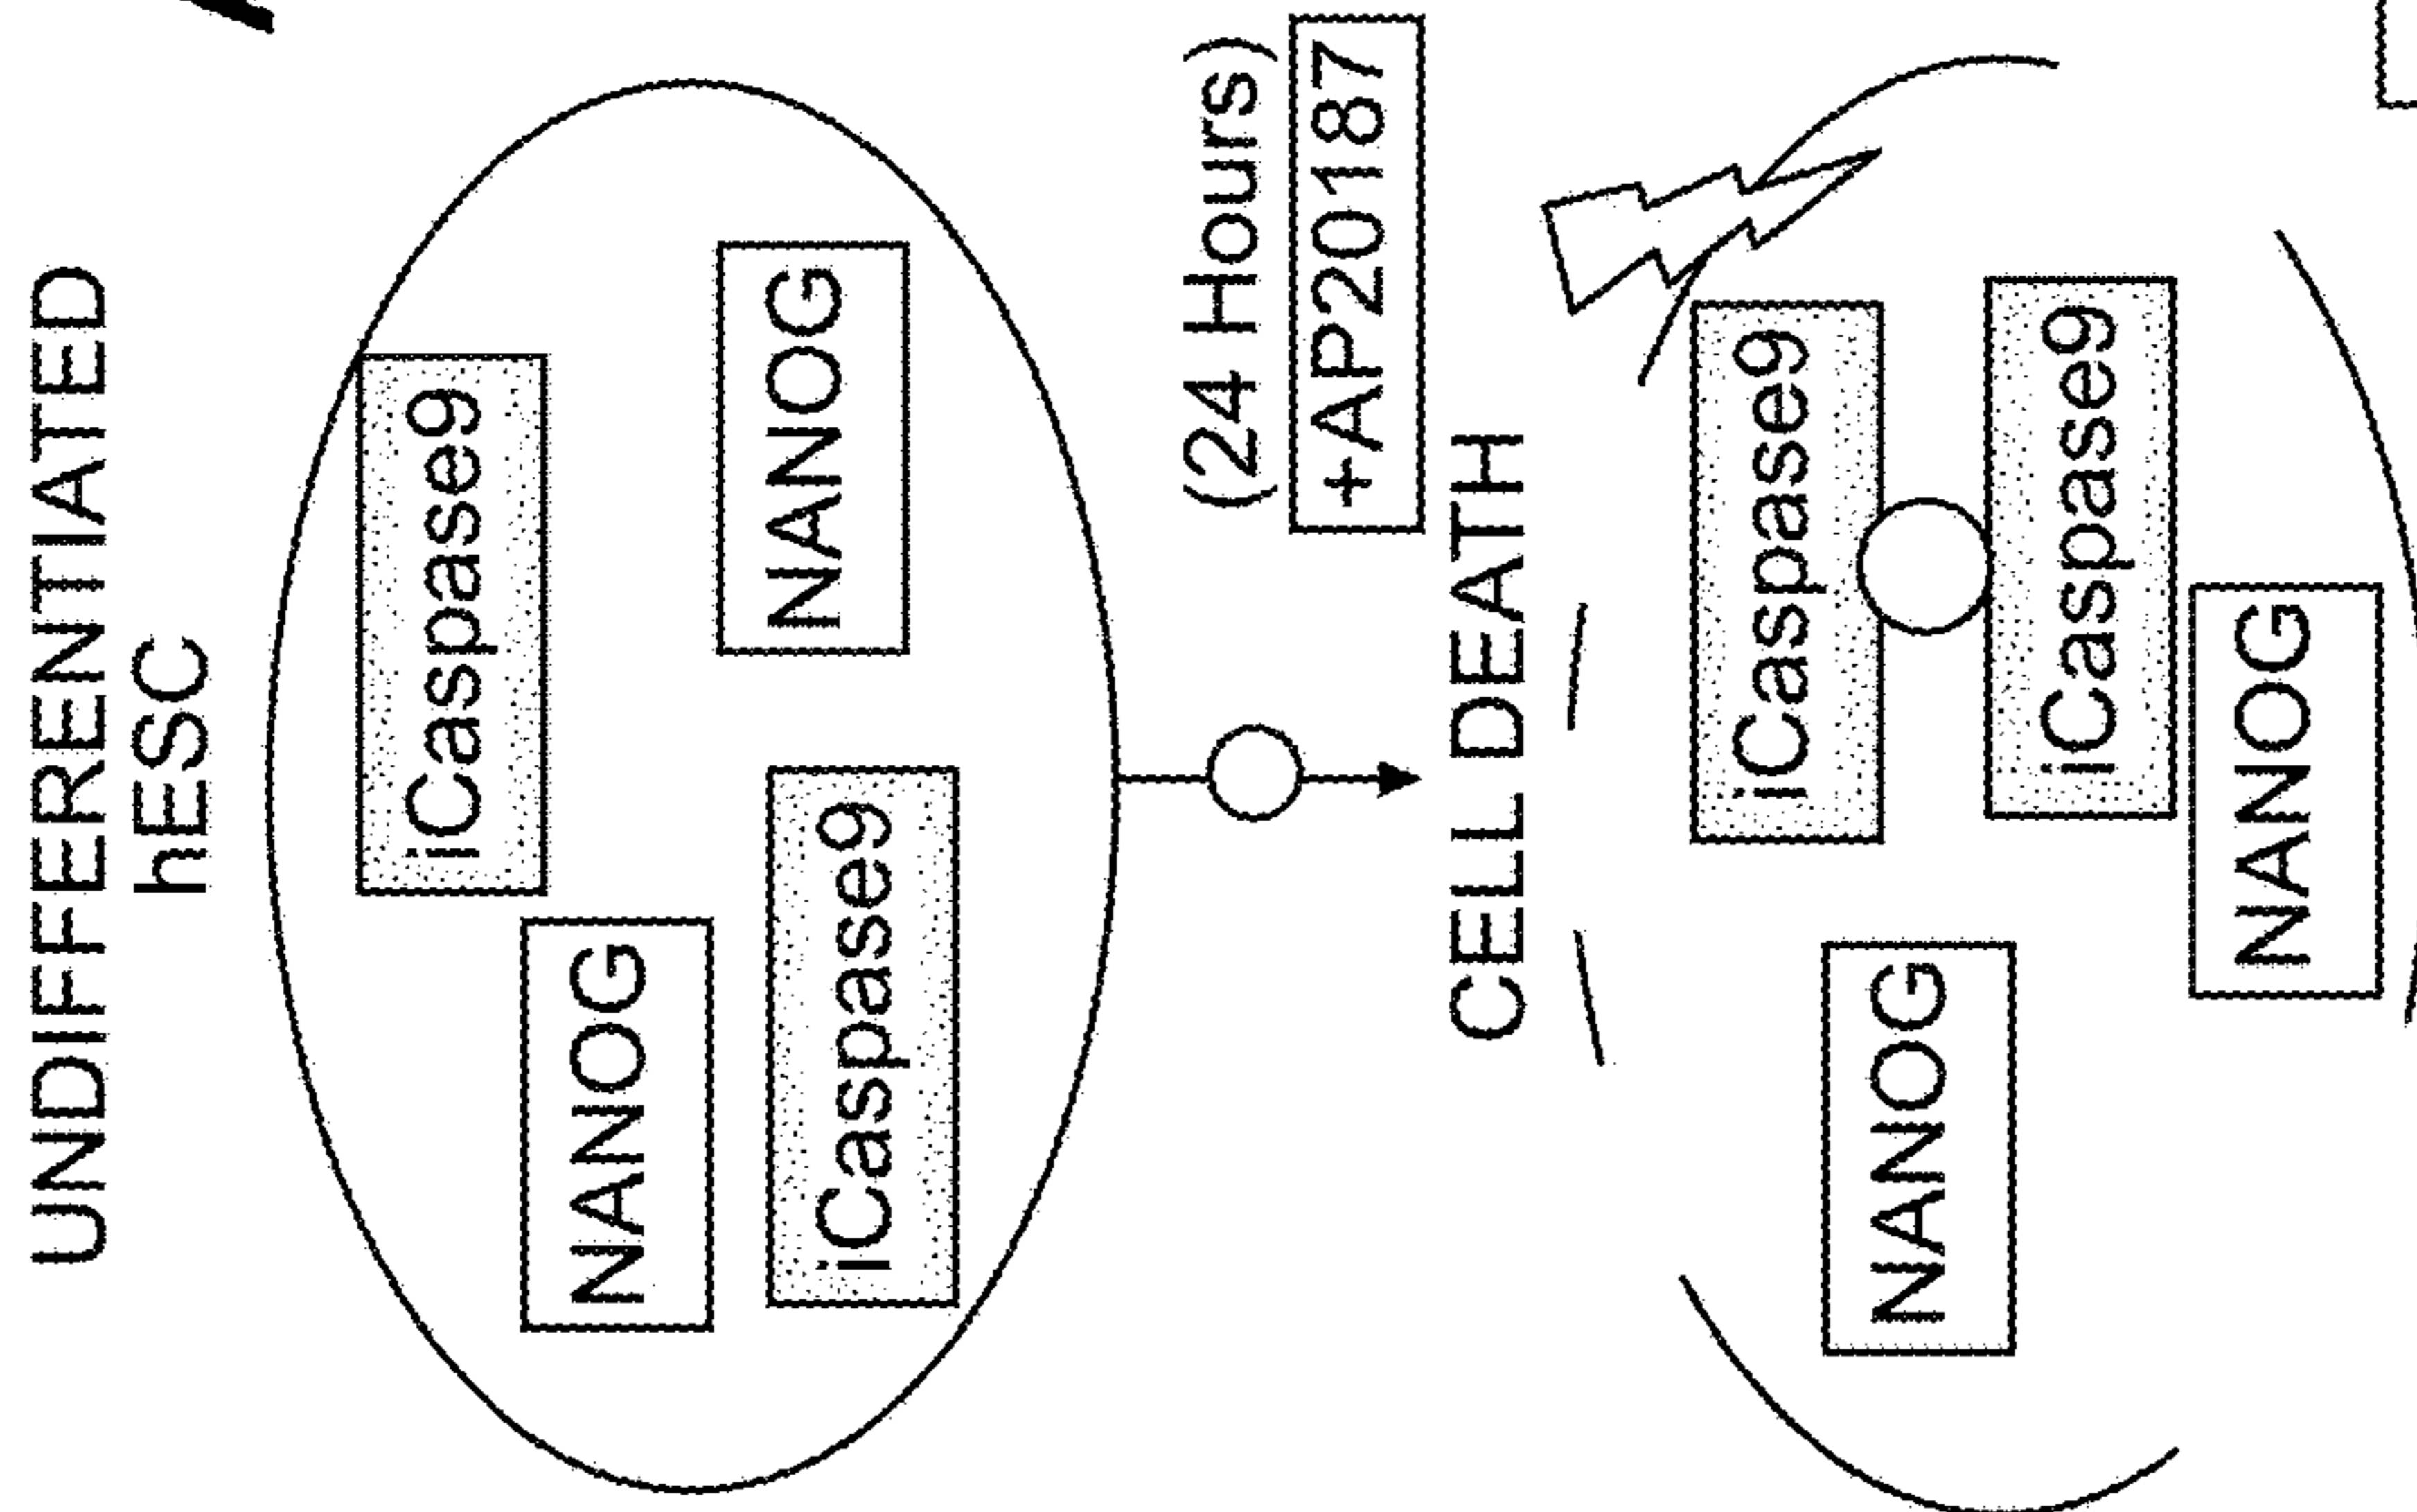 UNDIFFERENTIATED
hESC
iCaspase9
NANOG
NANOG
iCaspase9
(24 Hours)
+AP20187
CELL DEATH
iCaspase9
NANOG
iCaspase9
NANOG